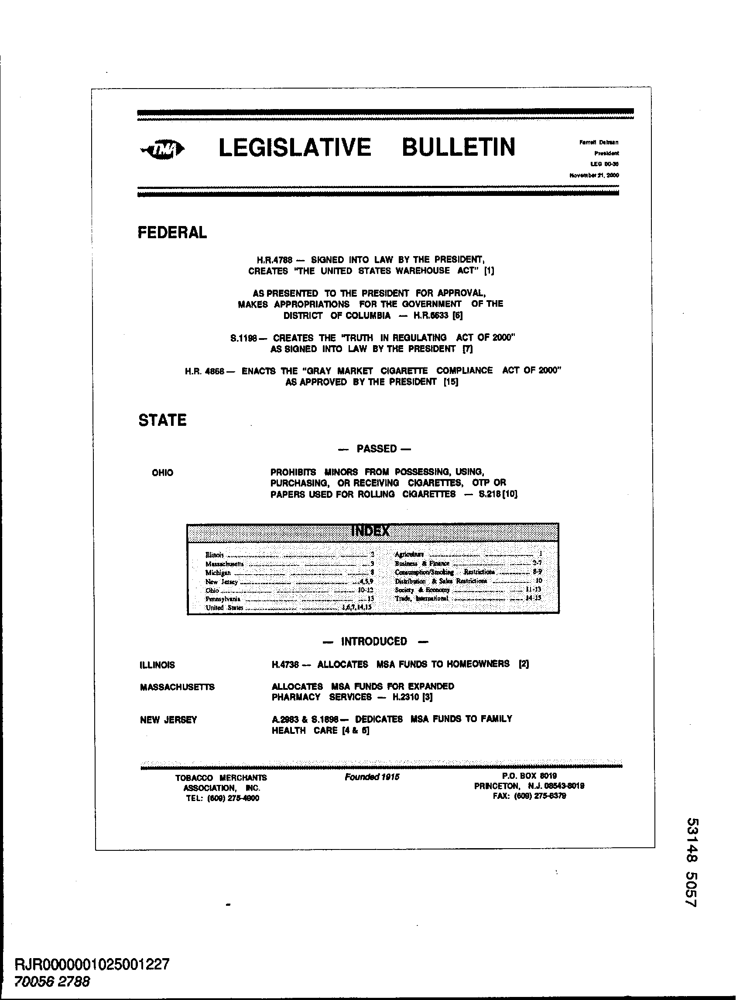 TMA
LEGISLATIVE BULLETIN
Farrell Delman
President
LEG 00-39
November 21, 2000
FEDERAL
H.R.4788 — SIGNED INTO LAW BY THE PRESIDENT,
CREATES "THE UNITED STATES WAREHOUSE ACT" [1]
AS PRESENTED TO THE PRESIDENT FOR APPROVAL,
MAKES APPROPRIATIONS FOR THE GOVERNMENT OF THE
DISTRICT OF COLUMBIA — H.R.5633 [6]
S.1198 — CREATES THE "TRUTH IN REGULATING ACT OF 2000"
AS SIGNED INTO LAW BY THE PRESIDENT [7]
H.R. 4868 — ENACTS THE "GRAY MARKET CIGARETTE COMPLIANCE ACT OF 2000"
AS APPROVED BY THE PRESIDENT [15]
STATE
— PASSED —
OHIO
PROHIBITS MINORS FROM POSSESSING, USING,
PURCHASING, OR RECEIVING CIGARETTES, OTP OR
PAPERS USED FOR ROLLING CIGARETTES — S.218 [10]
INDEX
Illinois 2
Massachusetts 3
Michigan 8
New Jersey 4,5,9
Ohio 10-12
Pennsylvania 13
United States 1,6,7,14,15
Agriculture 1
Business & Finance 2-7
Consumption/Smoking Restrictions 8-9
Distribution & Sales Restrictions 10
Society & Economy 11-13
Trade, International 14-15
— INTRODUCED —
ILLINOIS
H.4738 — ALLOCATES MSA FUNDS TO HOMEOWNERS [2]
MASSACHUSETTS
ALLOCATES MSA FUNDS FOR EXPANDED
PHARMACY SERVICES — H.2310 [3]
NEW JERSEY
A.2983 & S.1898 — DEDICATES MSA FUNDS TO FAMILY
HEALTH CARE [4 & 5]
TOBACCO MERCHANTS
ASSOCIATION, INC.
TEL: (609) 275-4900
Founded 1915
P.O. BOX 8019
PRINCETON, N.J. 08543-8019
FAX: (609) 275-8379
53148 5057
RJR0000001025001227
70056 2788